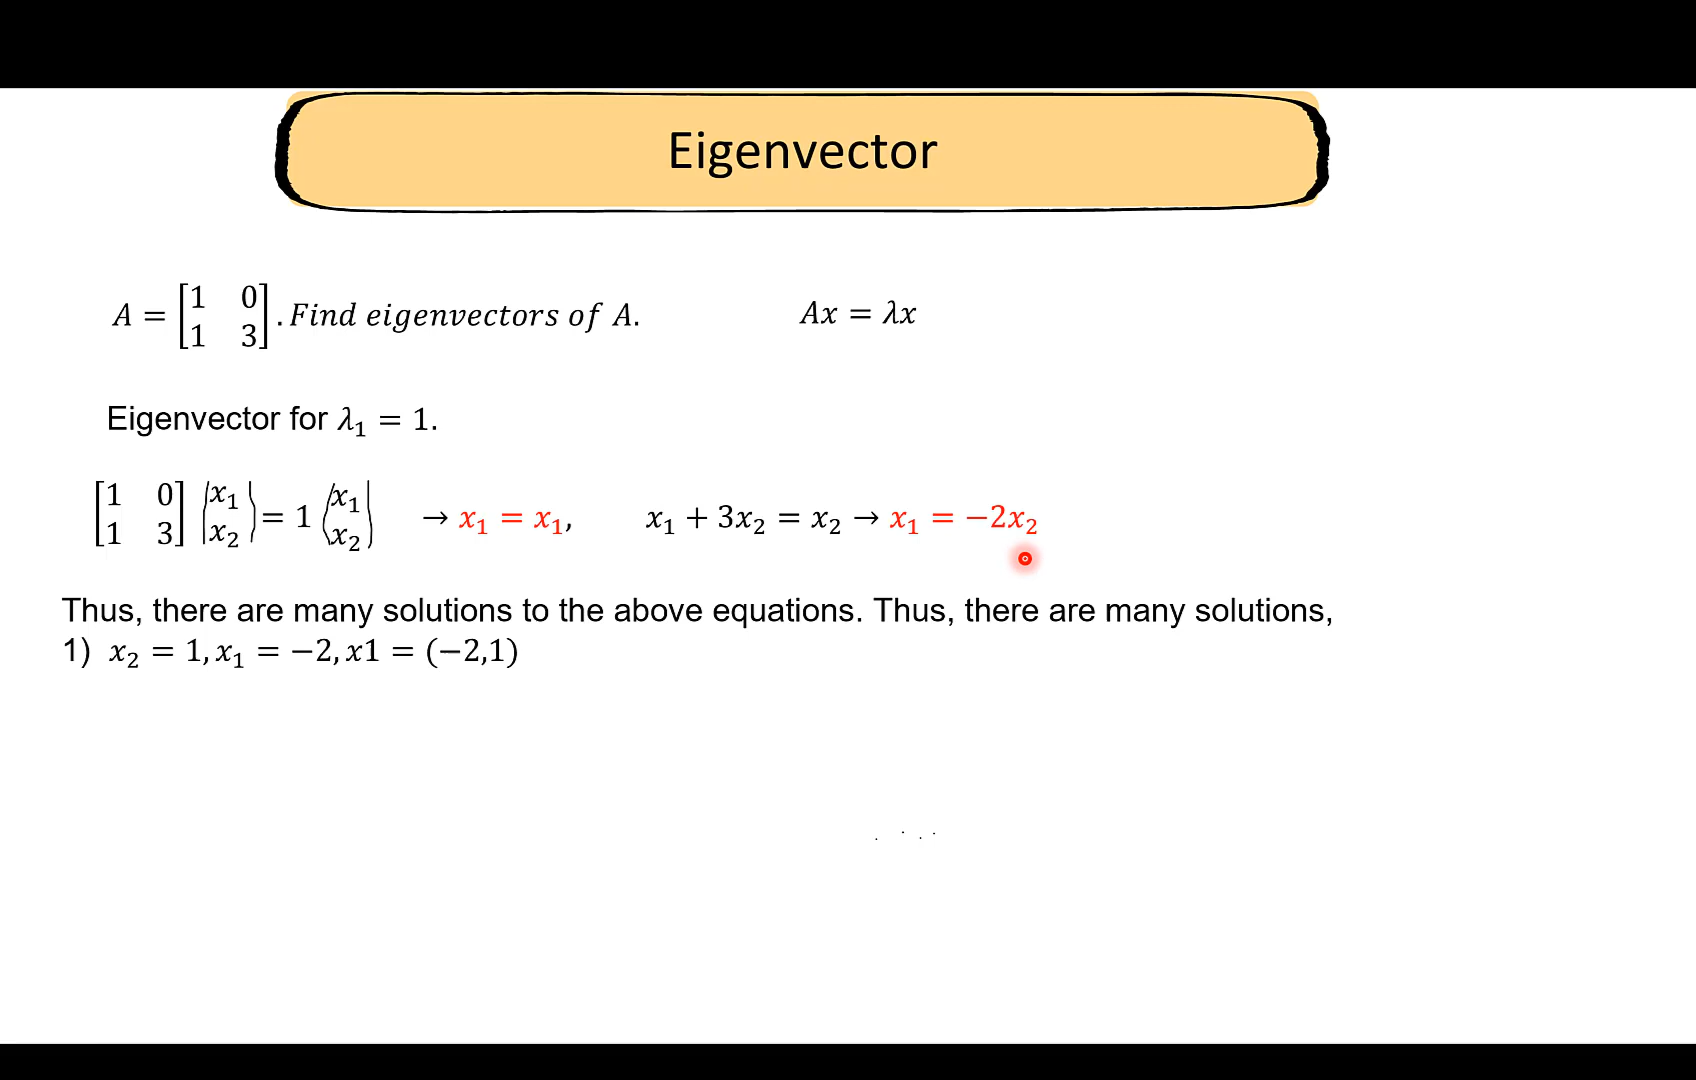 Eigenvector
A = [1 0; 1 3]. Find eigenvectors of A. Ax = λx
Eigenvector for λ₁ = 1.
[1 0; 1 3] (x₁; x₂) = 1 (x₁; x₂) → x₁ = x₁, x₁ + 3x₂ = x₂ → x₁ = −2x₂
Thus, there are many solutions to the above equations. Thus, there are many solutions,
1) x₂ = 1, x₁ = −2, x1 = (−2,1)